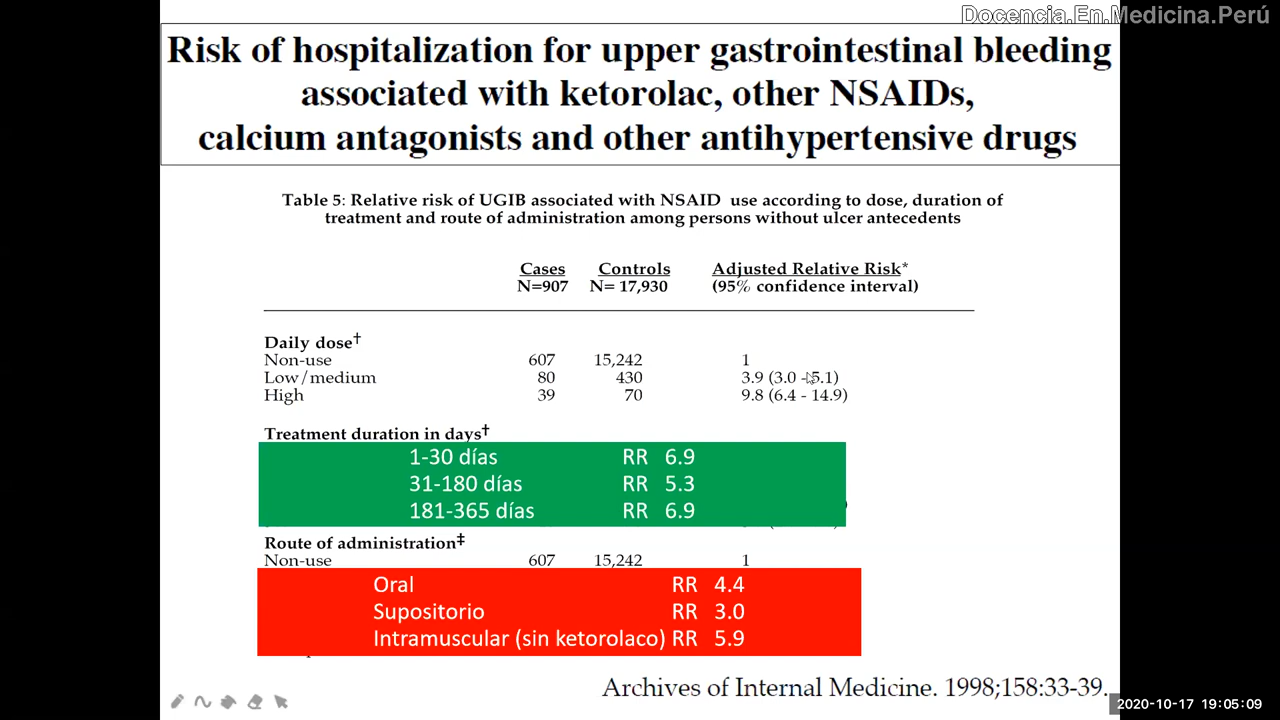 Docencia.En.Medicina.Perú
Risk of hospitalization for upper gastrointestinal bleeding
associated with ketorolac, other NSAIDs,
calcium antagonists and other antihypertensive drugs
Table 5: Relative risk of UGIB associated with NSAID use according to dose, duration of
treatment and route of administration among persons without ulcer antecedents
Cases Controls Adjusted Relative Risk*
N=907 N= 17,930 (95% confidence interval)
Daily dose†
Non-use 607 15,242 1
Low/medium 80 430 3.9 (3.0 - 5.1)
High 39 70 9.8 (6.4 - 14.9)
Treatment duration in days†
1-30 días RR 6.9
31-180 días RR 5.3
181-365 días RR 6.9
Route of administration‡
Non-use 607 15,242 1
Oral RR 4.4
Supositorio RR 3.0
Intramuscular (sin ketorolaco) RR 5.9
Archives of Internal Medicine. 1998;158:33-39.
2020-10-17 19:05:09